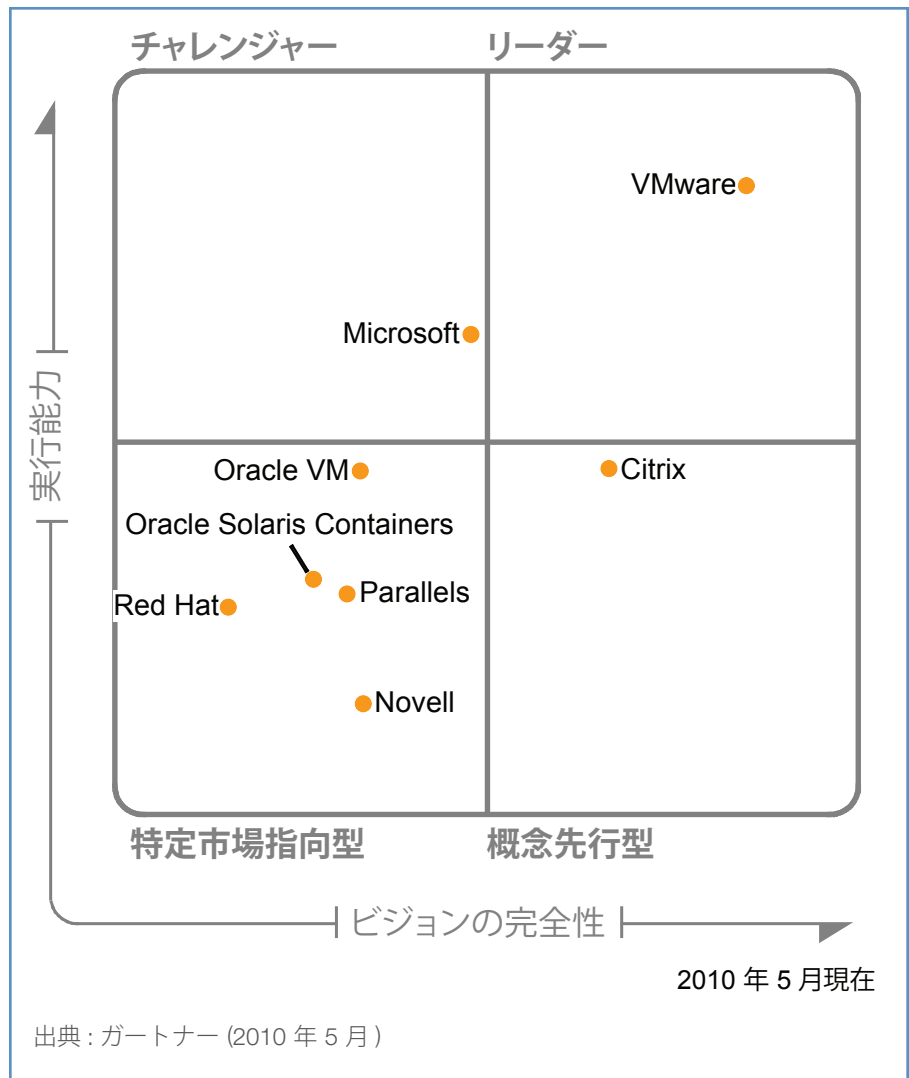 チャレンジャー
リーダー
VMware
Microsoft
実行能力
Oracle VM
Citrix
Oracle Solaris Containers
Parallels
Red Hat
Novell
特定市場指向型
概念先行型
ビジョンの完全性
2010 年 5 月現在
出典 : ガートナー (2010 年 5 月 )